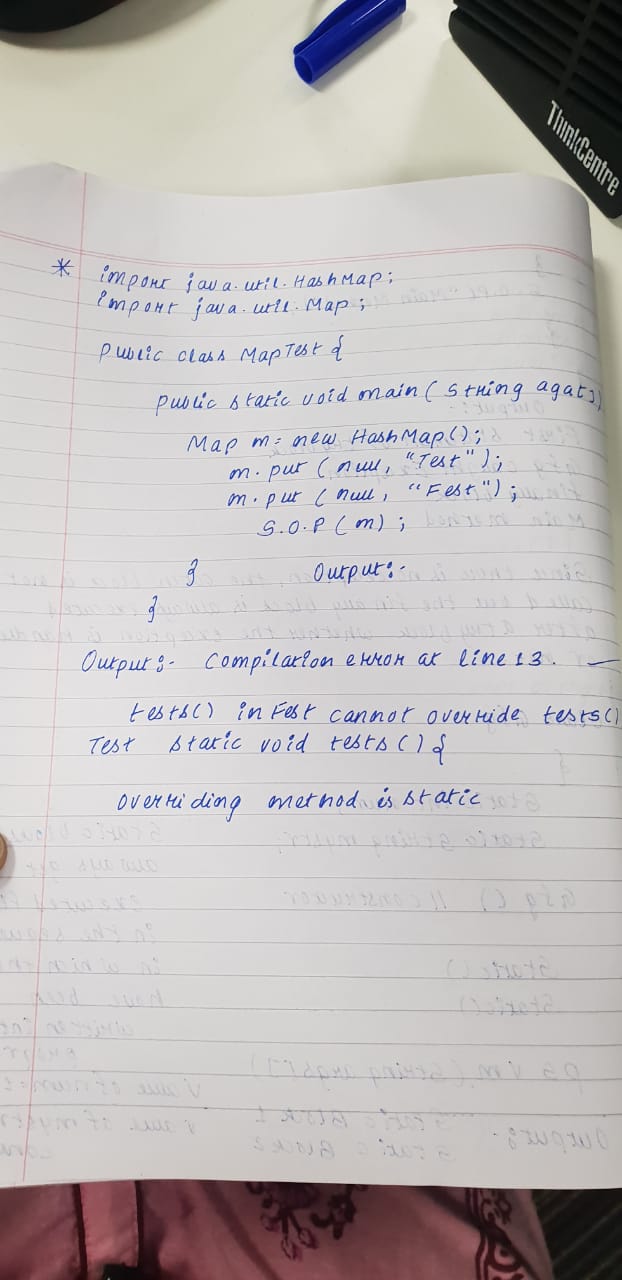 ThinkCentre
* import java.util.HashMap;
import java.util.Map;
public class MapTest {
public static void main( String agats)
Map m = new HashMap();
m.put (null, "Test");
m.put (null, "Fest");
S.O.P(m);
} Output:-
}
Output:- Compilation error at line 13. —
tests() in Fest cannot override tests()
Test static void tests() {
overriding method is static